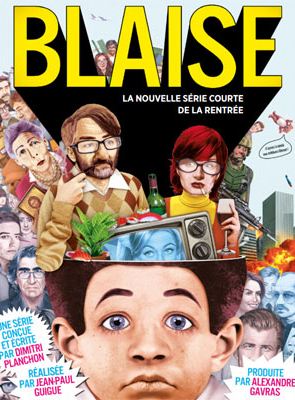 BLAISE
LA NOUVELLE SÉRIE COURTE
DE LA RENTRÉE
UNE SÉRIE
CONÇUE
ET ÉCRITE
PAR DIMITRI
PLANCHON
RÉALISÉE
PAR JEAN-PAUL
GUIGUE
PRODUITE
PAR ALEXANDRE
GAVRAS